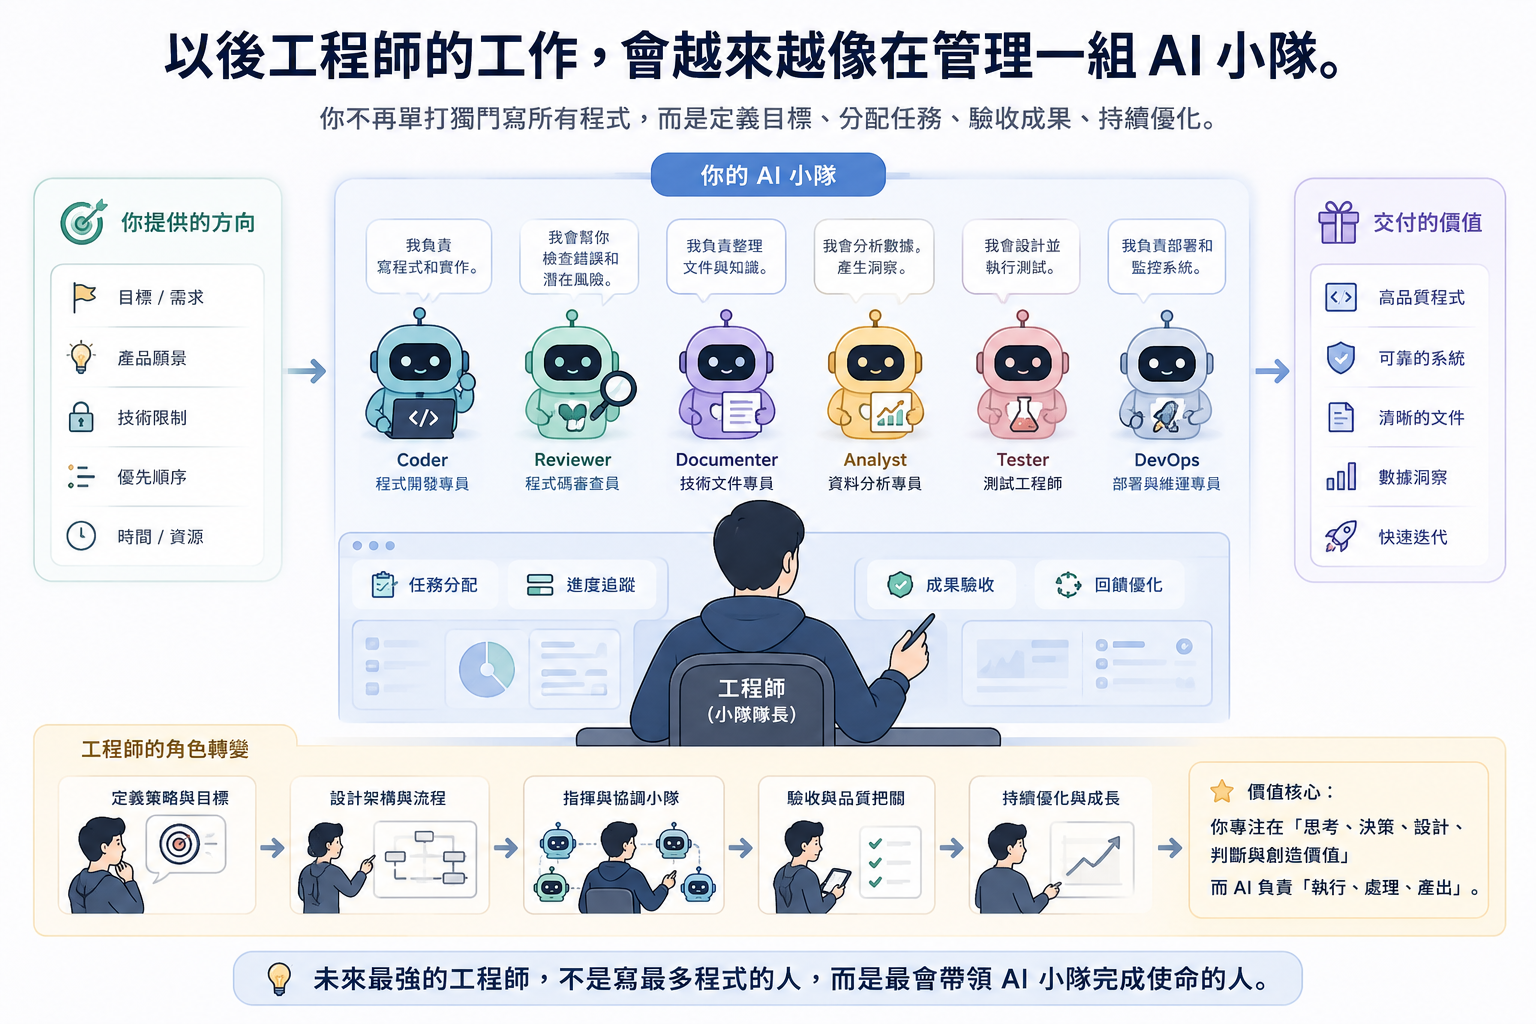 以後工程師的工作，會越來越像在管理一組 AI 小隊。
你不再單打獨鬥寫所有程式，而是定義目標、分配任務、驗收成果、持續優化。
你提供的方向
目標 / 需求
產品願景
技術限制
優先順序
時間 / 資源
你的 AI 小隊
我負責
寫程式和實作。
我會幫你
檢查錯誤和
潛在風險。
我負責整理
文件與知識。
我會分析數據。
產生洞察。
我會設計並
執行測試。
我負責部署和
監控系統。
</>
Coder
程式開發專員
Reviewer
程式碼審查員
Documenter
技術文件專員
Analyst
資料分析專員
Tester
測試工程師
DevOps
部署與維運專員
任務分配
進度追蹤
成果驗收
回饋優化
工程師
(小隊隊長)
交付的價值
高品質程式
可靠的系統
清晰的文件
數據洞察
快速迭代
工程師的角色轉變
定義策略與目標
設計架構與流程
指揮與協調小隊
驗收與品質把關
持續優化與成長
價值核心：
你專注在「思考、決策、設計、
判斷與創造價值」
而 AI 負責「執行、處理、產出」。
未來最強的工程師，不是寫最多程式的人，而是最會帶領 AI 小隊完成使命的人。